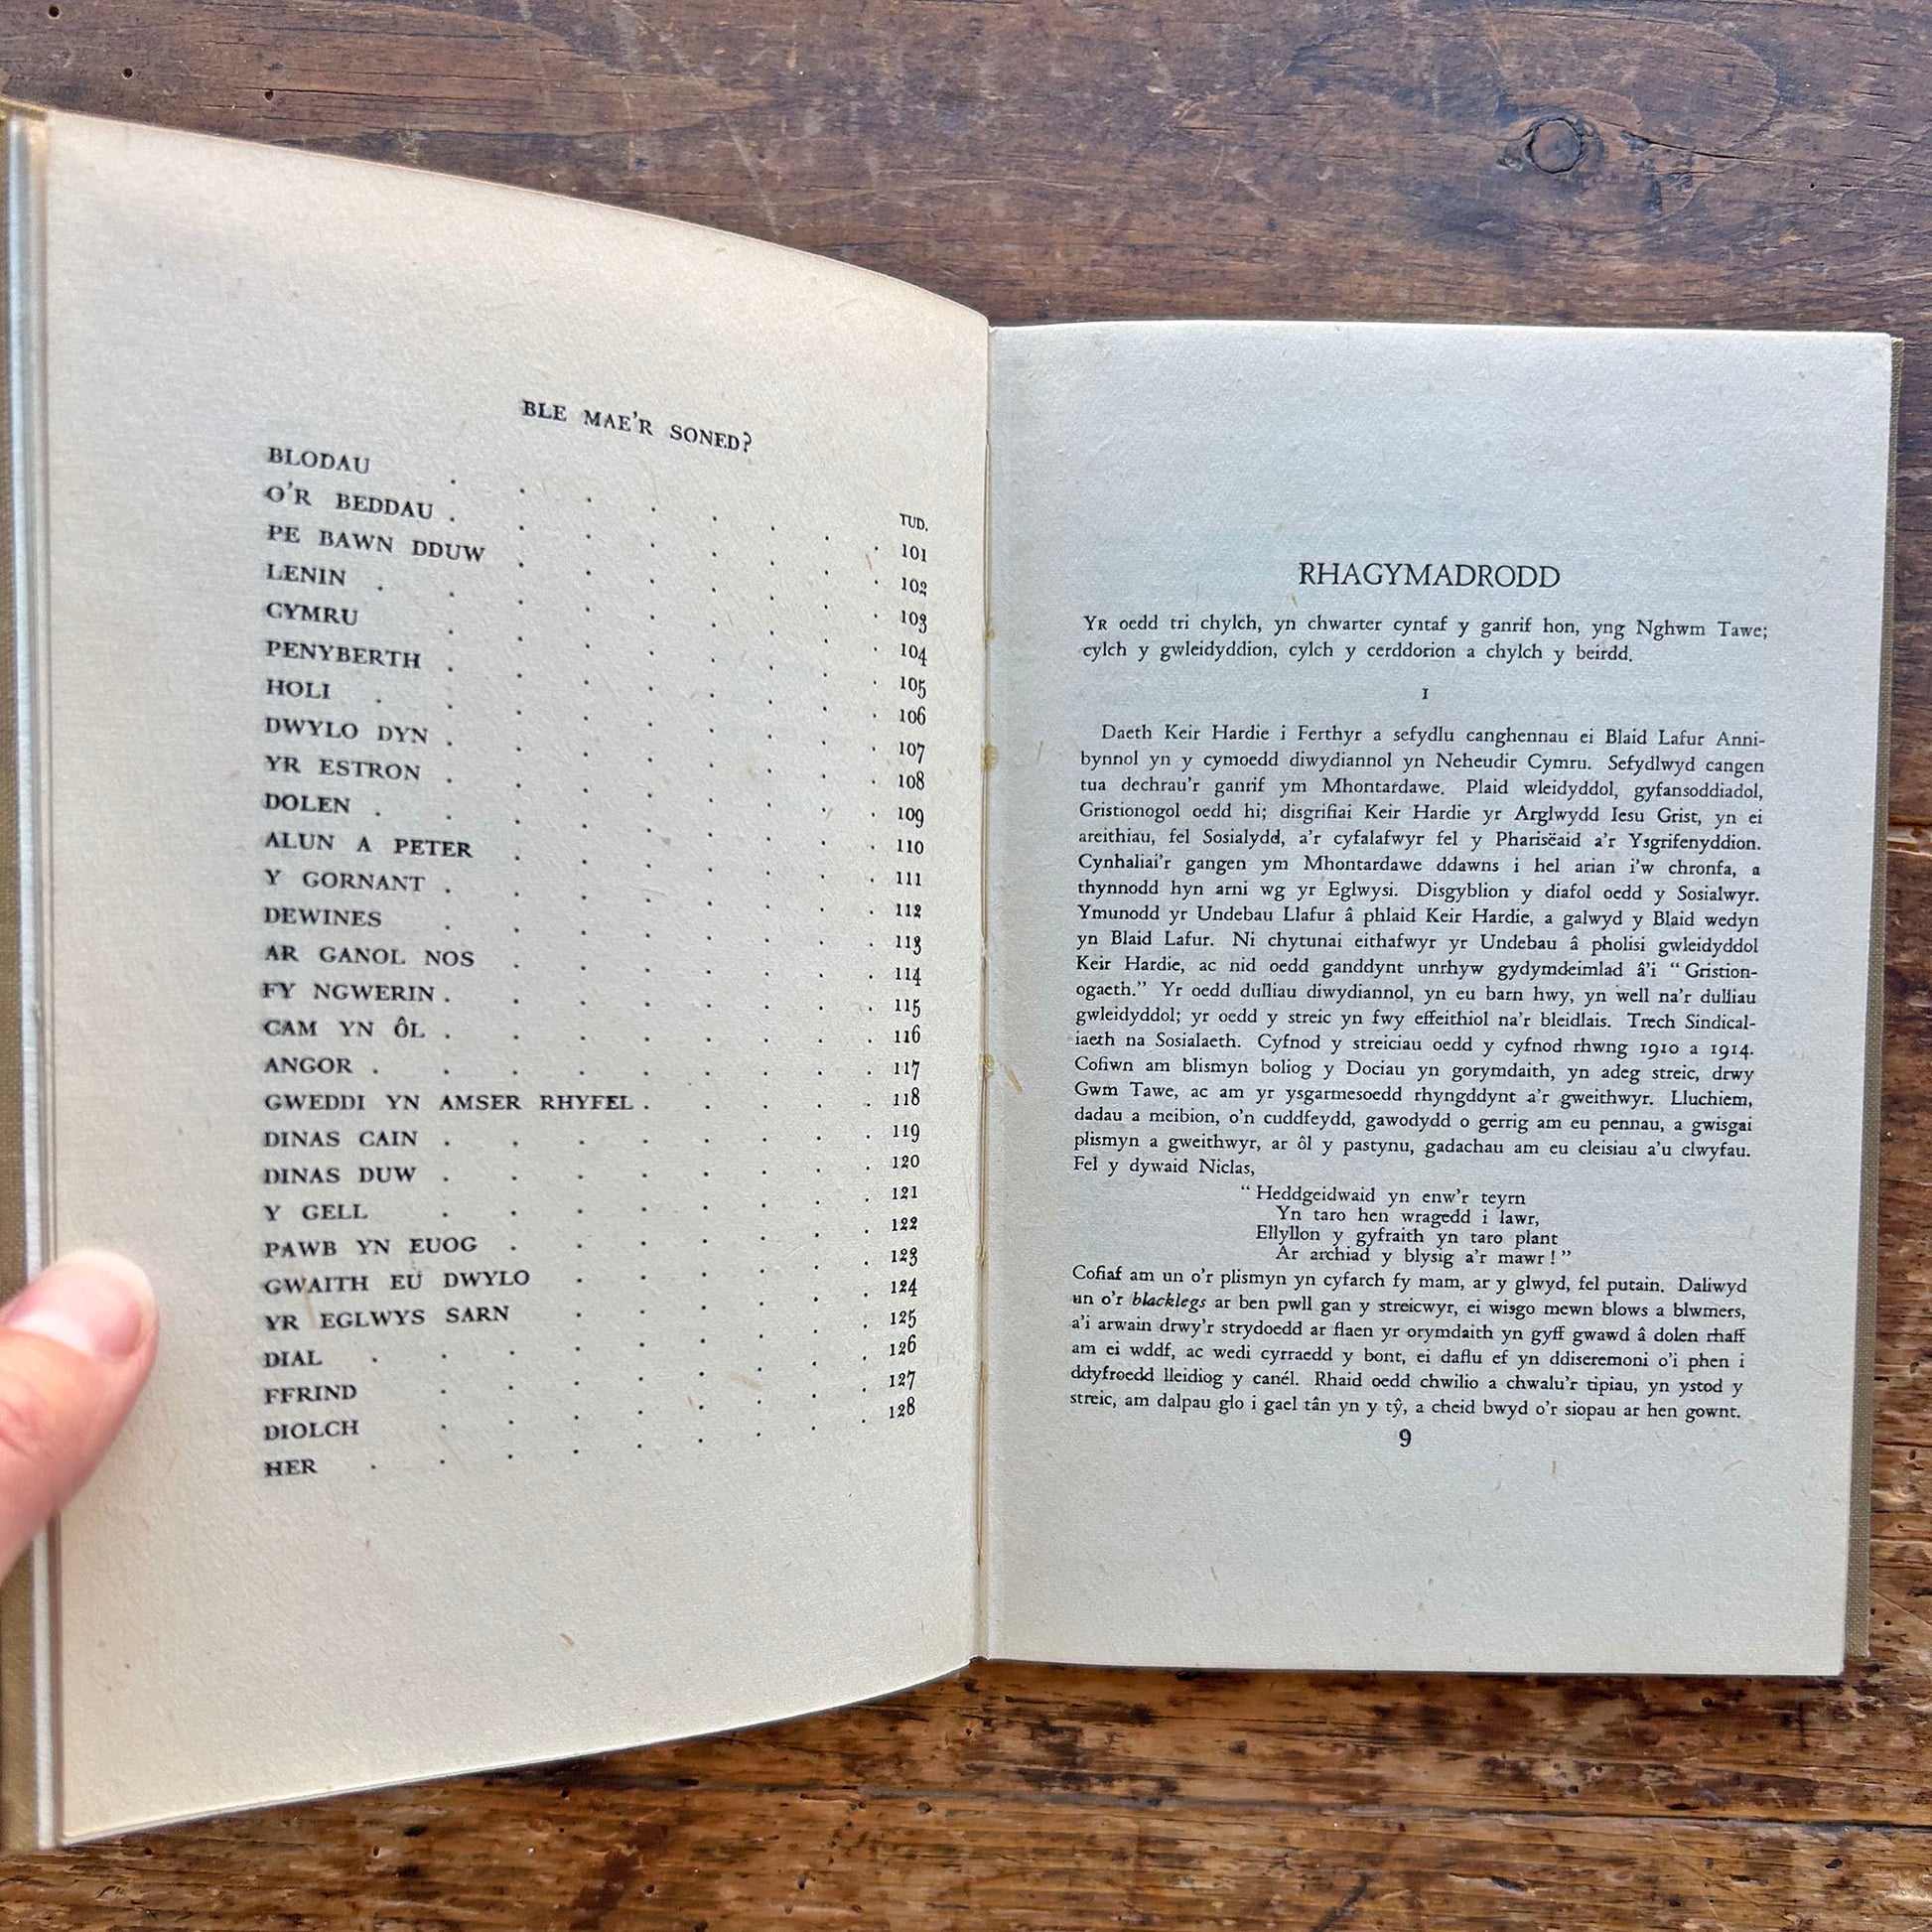 BLE MAE'R SONED?
TUD.
BLODAU . . . . . . . . 101
O'R BEDDAU . . . . . . . 102
PE BAWN DDUW . . . . . . 103
LENIN . . . . . . . . 104
CYMRU . . . . . . . 105
PENYBERTH . . . . . . . 106
HOLI . . . . . . . . 107
DWYLO DYN . . . . . . . 108
YR ESTRON . . . . . . . 109
DOLEN . . . . . . . . 110
ALUN A PETER . . . . . . 111
Y GORNANT . . . . . . . 112
DEWINES . . . . . . . 113
AR GANOL NOS . . . . . . 114
FY NGWERIN . . . . . . . 115
CAM YN ÔL . . . . . . . 116
ANGOR . . . . . . . . 117
GWEDDI YN AMSER RHYFEL . . . . 118
DINAS CAIN . . . . . . . 119
DINAS DUW . . . . . . . 120
Y GELL . . . . . . . 121
PAWB YN EUOG . . . . . . 122
GWAITH EU DWYLO . . . . . 123
YR EGLWYS SARN . . . . . 124
DIAL . . . . . . . . 125
FFRIND . . . . . . . 126
DIOLCH . . . . . . . 127
HER . . . . . . . . 128
RHAGYMADRODD
YR oedd tri chylch, yn chwarter cyntaf y ganrif hon, yng Nghwm Tawe;
cylch y gwleidyddion, cylch y cerddorion a chylch y beirdd.
I
Daeth Keir Hardie i Ferthyr a sefydlu canghennau ei Blaid Lafur Anni-
bynnol yn y cymoedd diwydiannol yn Neheudir Cymru. Sefydlwyd cangen
tua dechrau'r ganrif ym Mhontardawe. Plaid wleidyddol, gyfansoddiadol,
Gristionogol oedd hi; disgrifiai Keir Hardie yr Arglwydd Iesu Grist, yn ei
areithiau, fel Sosialydd, a'r cyfalafwyr fel y Phariseaid a'r Ysgrifenyddion.
Cynhaliai'r gangen ym Mhontardawe ddawns i hel arian i'w chronfa, a
thynnodd hyn arni wg yr Eglwysi. Disgyblion y diafol oedd y Sosialwyr.
Ymunodd yr Undebau Llafur â phlaid Keir Hardie, a galwyd y Blaid wedyn
yn Blaid Lafur. Ni chytunai eithafwyr yr Undebau â pholisi gwleidyddol
Keir Hardie, ac nid oedd ganddynt unrhyw gydymdeimlad â'i “Gristion-
ogaeth.” Yr oedd dulliau diwydiannol, yn eu barn hwy, yn well na'r dulliau
gwleidyddol; yr oedd y streic yn fwy effeithiol na'r bleidlais. Trech Sindical-
iaeth na Sosialaeth. Cyfnod y streiciau oedd y cyfnod rhwng 1910 a 1914.
Cofiwn am blismyn boliog y Dociau yn gorymdaith, yn adeg streic, drwy
Gwm Tawe, ac am yr ysgarmesoedd rhyngddynt a'r gweithwyr. Lluchiem,
dadau a meibion, o'n cuddfeydd, gawodydd o gerrig am eu pennau, a gwisgai
plismyn a gweithwyr, ar ôl y pastynu, gadachau am eu cleisiau a'u clwyfau.
Fel y dywaid Niclas,
“Heddgeidwaid yn enw'r teyrn
Yn taro hen wragedd i lawr,
Ellyllon y gyfraith yn taro plant
Ar archiad y blysig a'r mawr!”
Cofiaf am un o'r plismyn yn cyfarch fy mam, ar y glwyd, fel putain. Daliwyd
un o'r blacklegs ar ben pwll gan y streicwyr, ei wisgo mewn blows a blwmers,
a'i arwain drwy'r strydoedd ar flaen yr orymdaith yn gyff gwawd â dolen rhaff
am ei wddf, ac wedi cyrraedd y bont, ei daflu ef yn ddiseremoni o'i phen i
ddyfroedd lleidiog y canél. Rhaid oedd chwilio a chwalu'r tipiau, yn ystod y
streic, am dalpau glo i gael tân yn y tŷ, a cheid bwyd o'r siopau ar hen gownt.
9